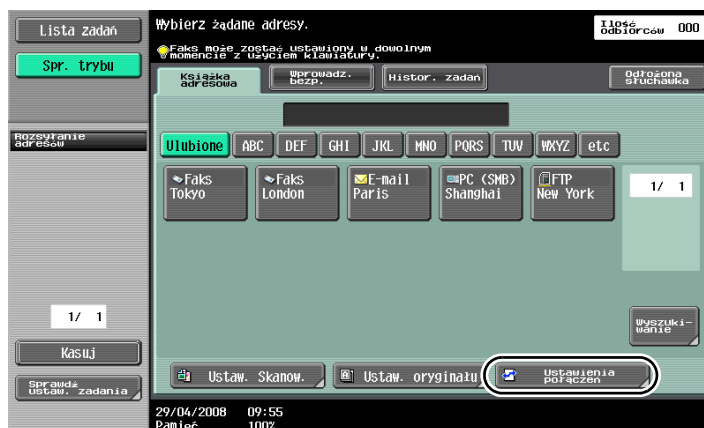 Lista zadań
Spr. trybu
Rozsyłanie
adresów
1/ 1
Kasuj
Sprawdź
ustaw. zadania
Wybierz żądane adresy.
Ilość
odbiorców 000
Faks może zostać ustawiony w dowolnym
momencie z użyciem klawiatury.
Książka
adresowa
Wprowadz.
bezp.
Histor. zadań
Odłożona
słuchawka
Ulubione ABC DEF GHI JKL MNO PQRS TUV WXYZ etc
Faks
Tokyo
Faks
London
E-mail
Paris
PC (SMB)
Shanghai
FTP
New York
1/ 1
Wyszuki-
wanie
Ustaw. Skanow.
Ustaw. oryginału
Ustawienia
połączeń
29/04/2008 09:55
Pamięć 100%